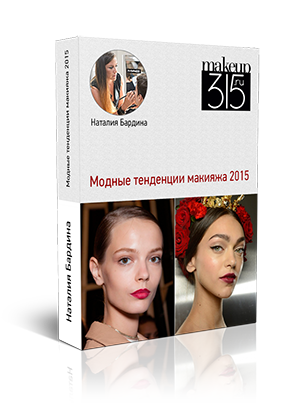 makeup
315.ru
Наталия Бардина
Модные тенденции макияжа 2015
Модные тенденции макияжа 2015
Наталия Бардина